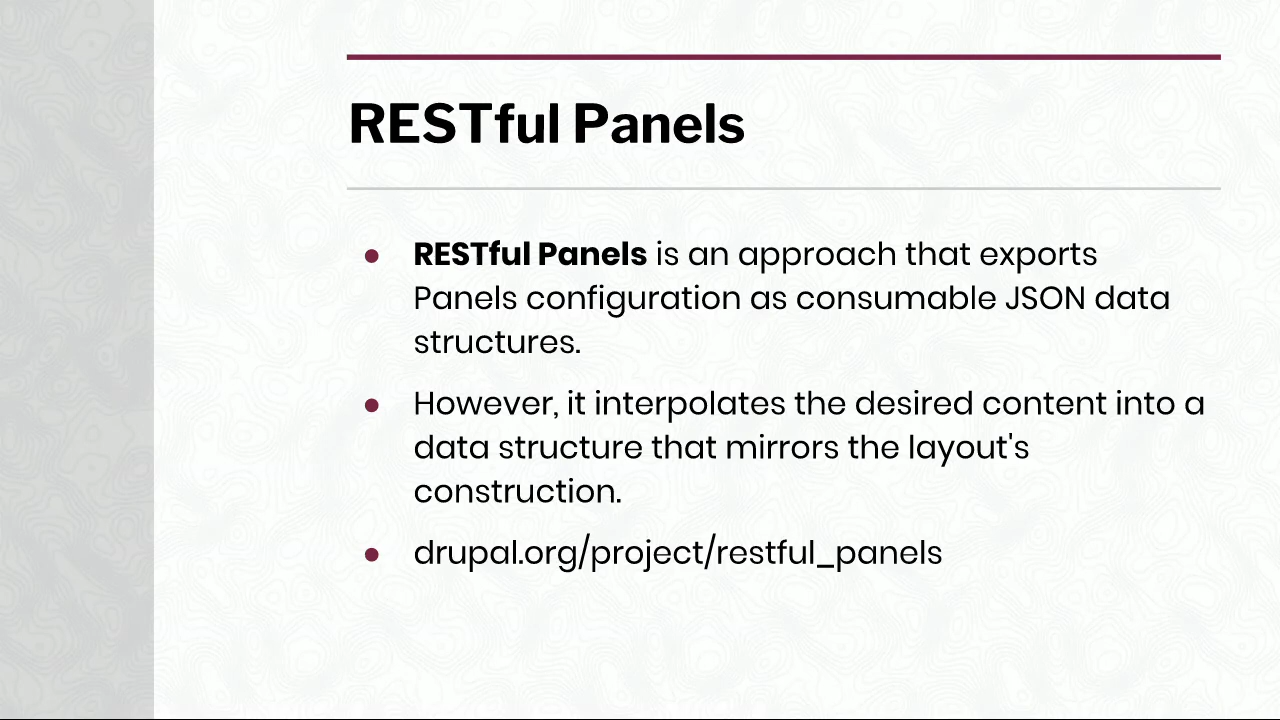 RESTful Panels
● RESTful Panels is an approach that exports
Panels configuration as consumable JSON data
structures.
● However, it interpolates the desired content into a
data structure that mirrors the layout's
construction.
● drupal.org/project/restful_panels